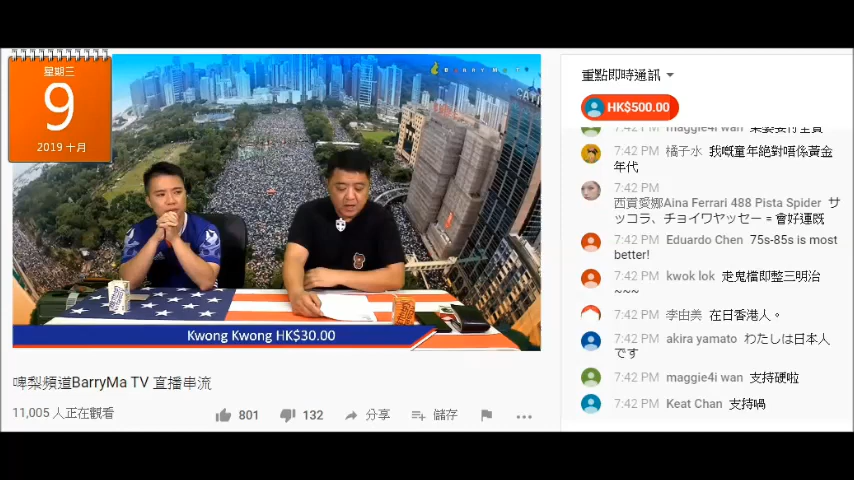 星期三
9
2019 十月
BARRYMA TV
Kwong Kwong HK$30.00
啤梨頻道BarryMa TV 直播串流
11,005 人正在觀看
801
132
分享
儲存
重點即時通訊
HK$500.00
7:42 PM maggie4i wan
7:42 PM 橘子水 我嘅童年絕對唔係黃金
年代
7:42 PM
西貢愛娜Aina Ferrari 488 Pista Spider サ
ッコラ、チョイワヤッセー = 會好運既
7:42 PM Eduardo Chen 75s-85s is most
better!
7:42 PM kwok lok 走鬼檔即整三明治
~~~
7:42 PM 李由美 在日香港人。
7:42 PM akira yamato わたしは日本人
です
7:42 PM maggie4i wan 支持硬啦
7:42 PM Keat Chan 支持喎